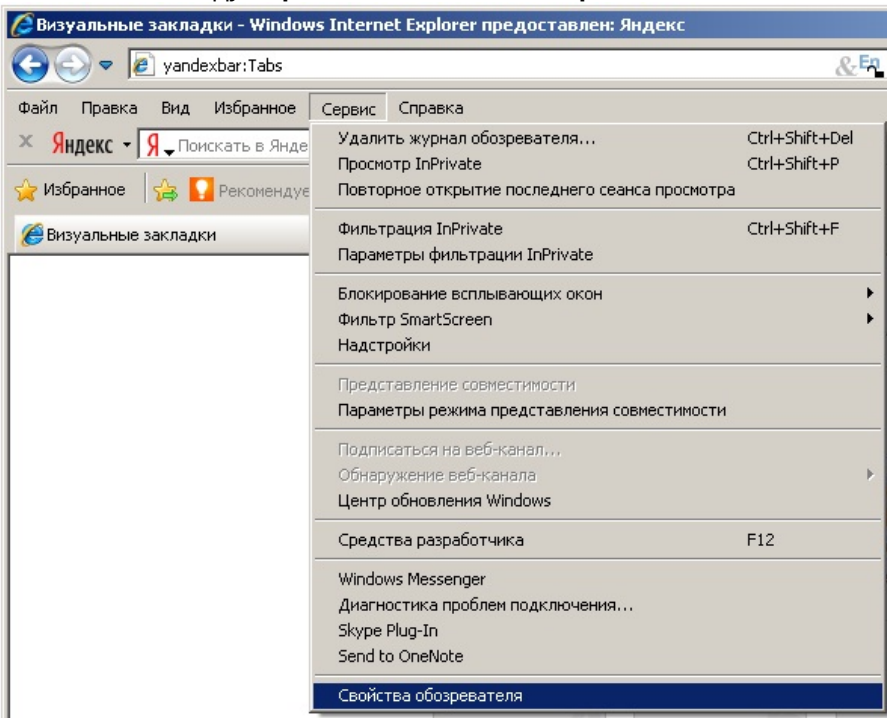 Визуальные закладки - Windows Internet Explorer предоставлен: Яндекс
yandexbar:Tabs
Файл Правка Вид Избранное Сервис Справка
Яндекс Я Поискать в Янде
Избранное Рекомендуе
Визуальные закладки
Удалить журнал обозревателя... Ctrl+Shift+Del
Просмотр InPrivate Ctrl+Shift+P
Повторное открытие последнего сеанса просмотра
Фильтрация InPrivate Ctrl+Shift+F
Параметры фильтрации InPrivate
Блокирование всплывающих окон
Фильтр SmartScreen
Надстройки
Представление совместимости
Параметры режима представления совместимости
Подписаться на веб-канал...
Обнаружение веб-канала
Центр обновления Windows
Средства разработчика F12
Windows Messenger
Диагностика проблем подключения...
Skype Plug-In
Send to OneNote
Свойства обозревателя